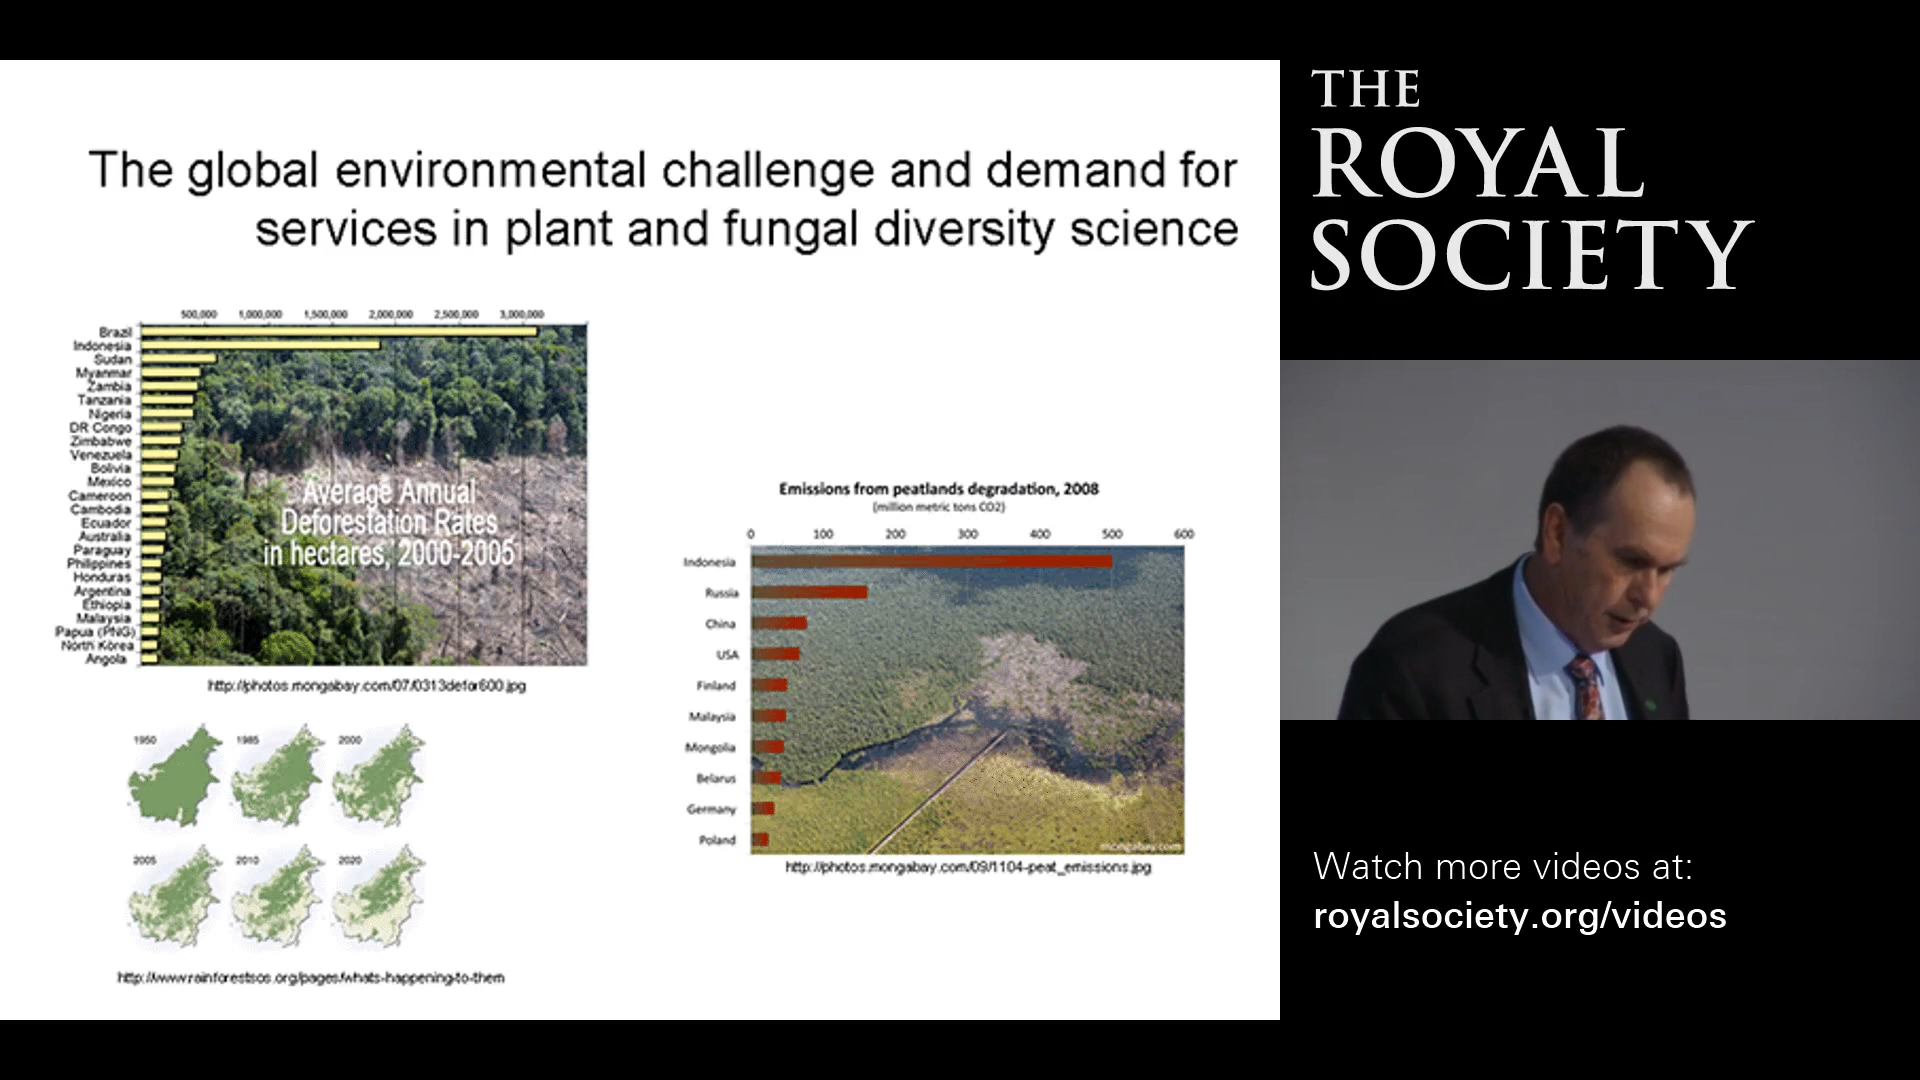 The global environmental challenge and demand for
services in plant and fungal diversity science
500,000 1,000,000 1,500,000 2,000,000 2,500,000 3,000,000
Brazil
Indonesia
Sudan
Myanmar
Zambia
Tanzania
Nigeria
DR Congo
Zimbabwe
Venezuela
Bolivia
Mexico
Cameroon
Cambodia
Ecuador
Australia
Paraguay
Philippines
Honduras
Argentina
Ethiopia
Malaysia
Papua (PNG)
North Korea
Angola
Average Annual
Deforestation Rates
in hectares, 2000-2005
http://photos.mongabay.com/07/0313defor600.jpg
1950 1985 2000
2005 2010 2020
http://www.rainforestsos.org/pages/whats-happening-to-them
Emissions from peatlands degradation, 2008
(million metric tons CO2)
0 100 200 300 400 500 600
Indonesia
Russia
China
USA
Finland
Malaysia
Mongolia
Belarus
Germany
Poland
mongabay.com
http://photos.mongabay.com/09/1104-peat_emissions.jpg
THE
ROYAL
SOCIETY
Watch more videos at:
royalsociety.org/videos